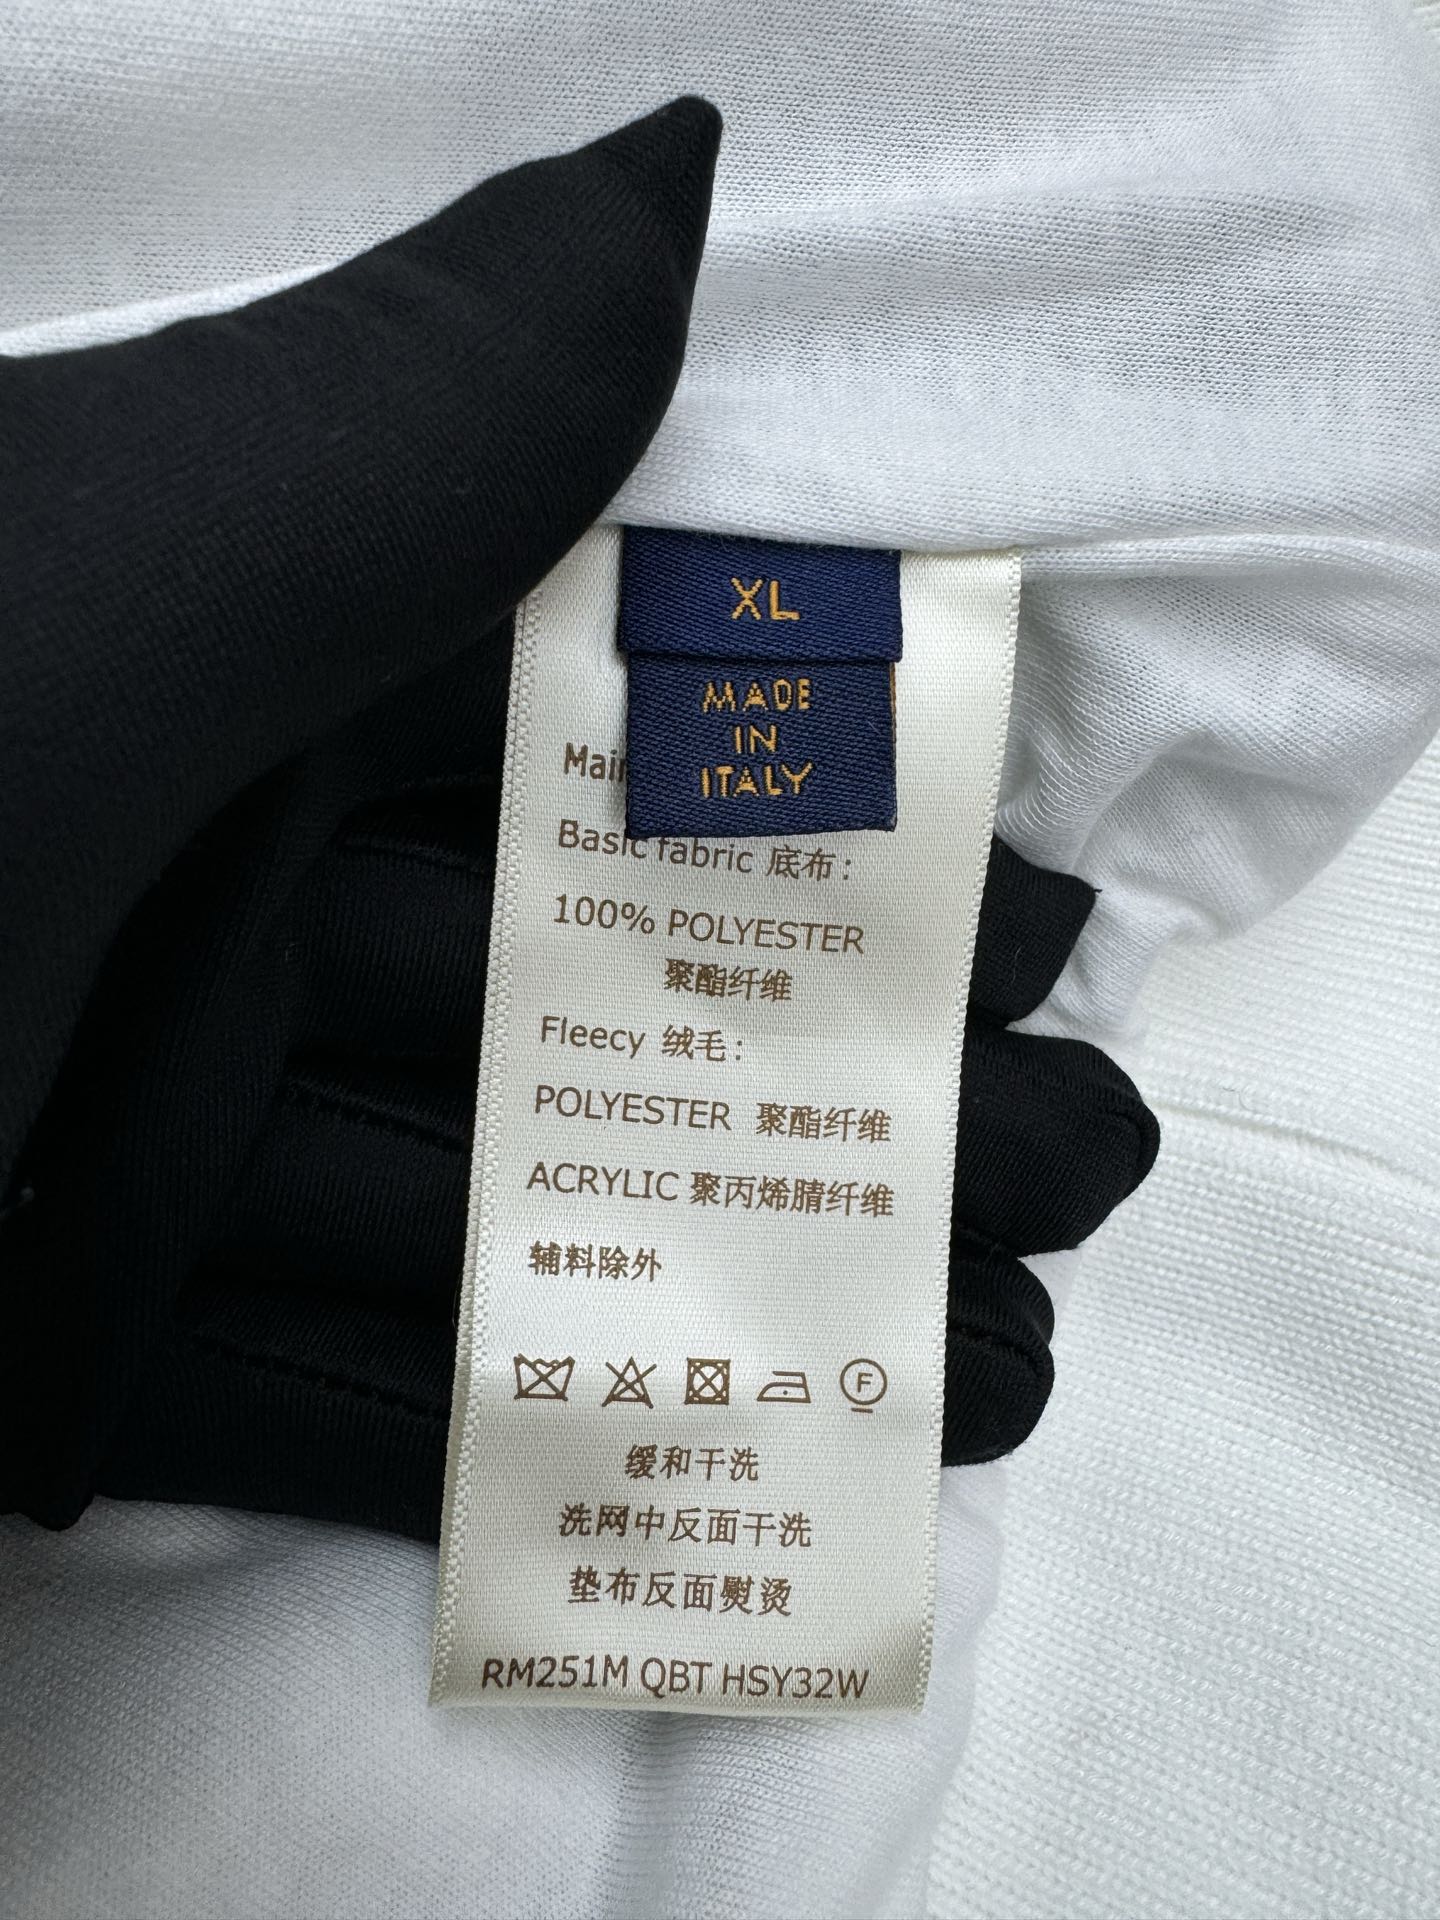 XL
MADE
IN
ITALY
Basic fabric 底布:
100% POLYESTER
聚酯纤维
Fleecy 绒毛:
POLYESTER 聚酯纤维
ACRYLIC 聚丙烯腈纤维
辅料除外
F
缓和干洗
洗网中反面干洗
垫布反面熨烫
RM251M QBT HSY32W